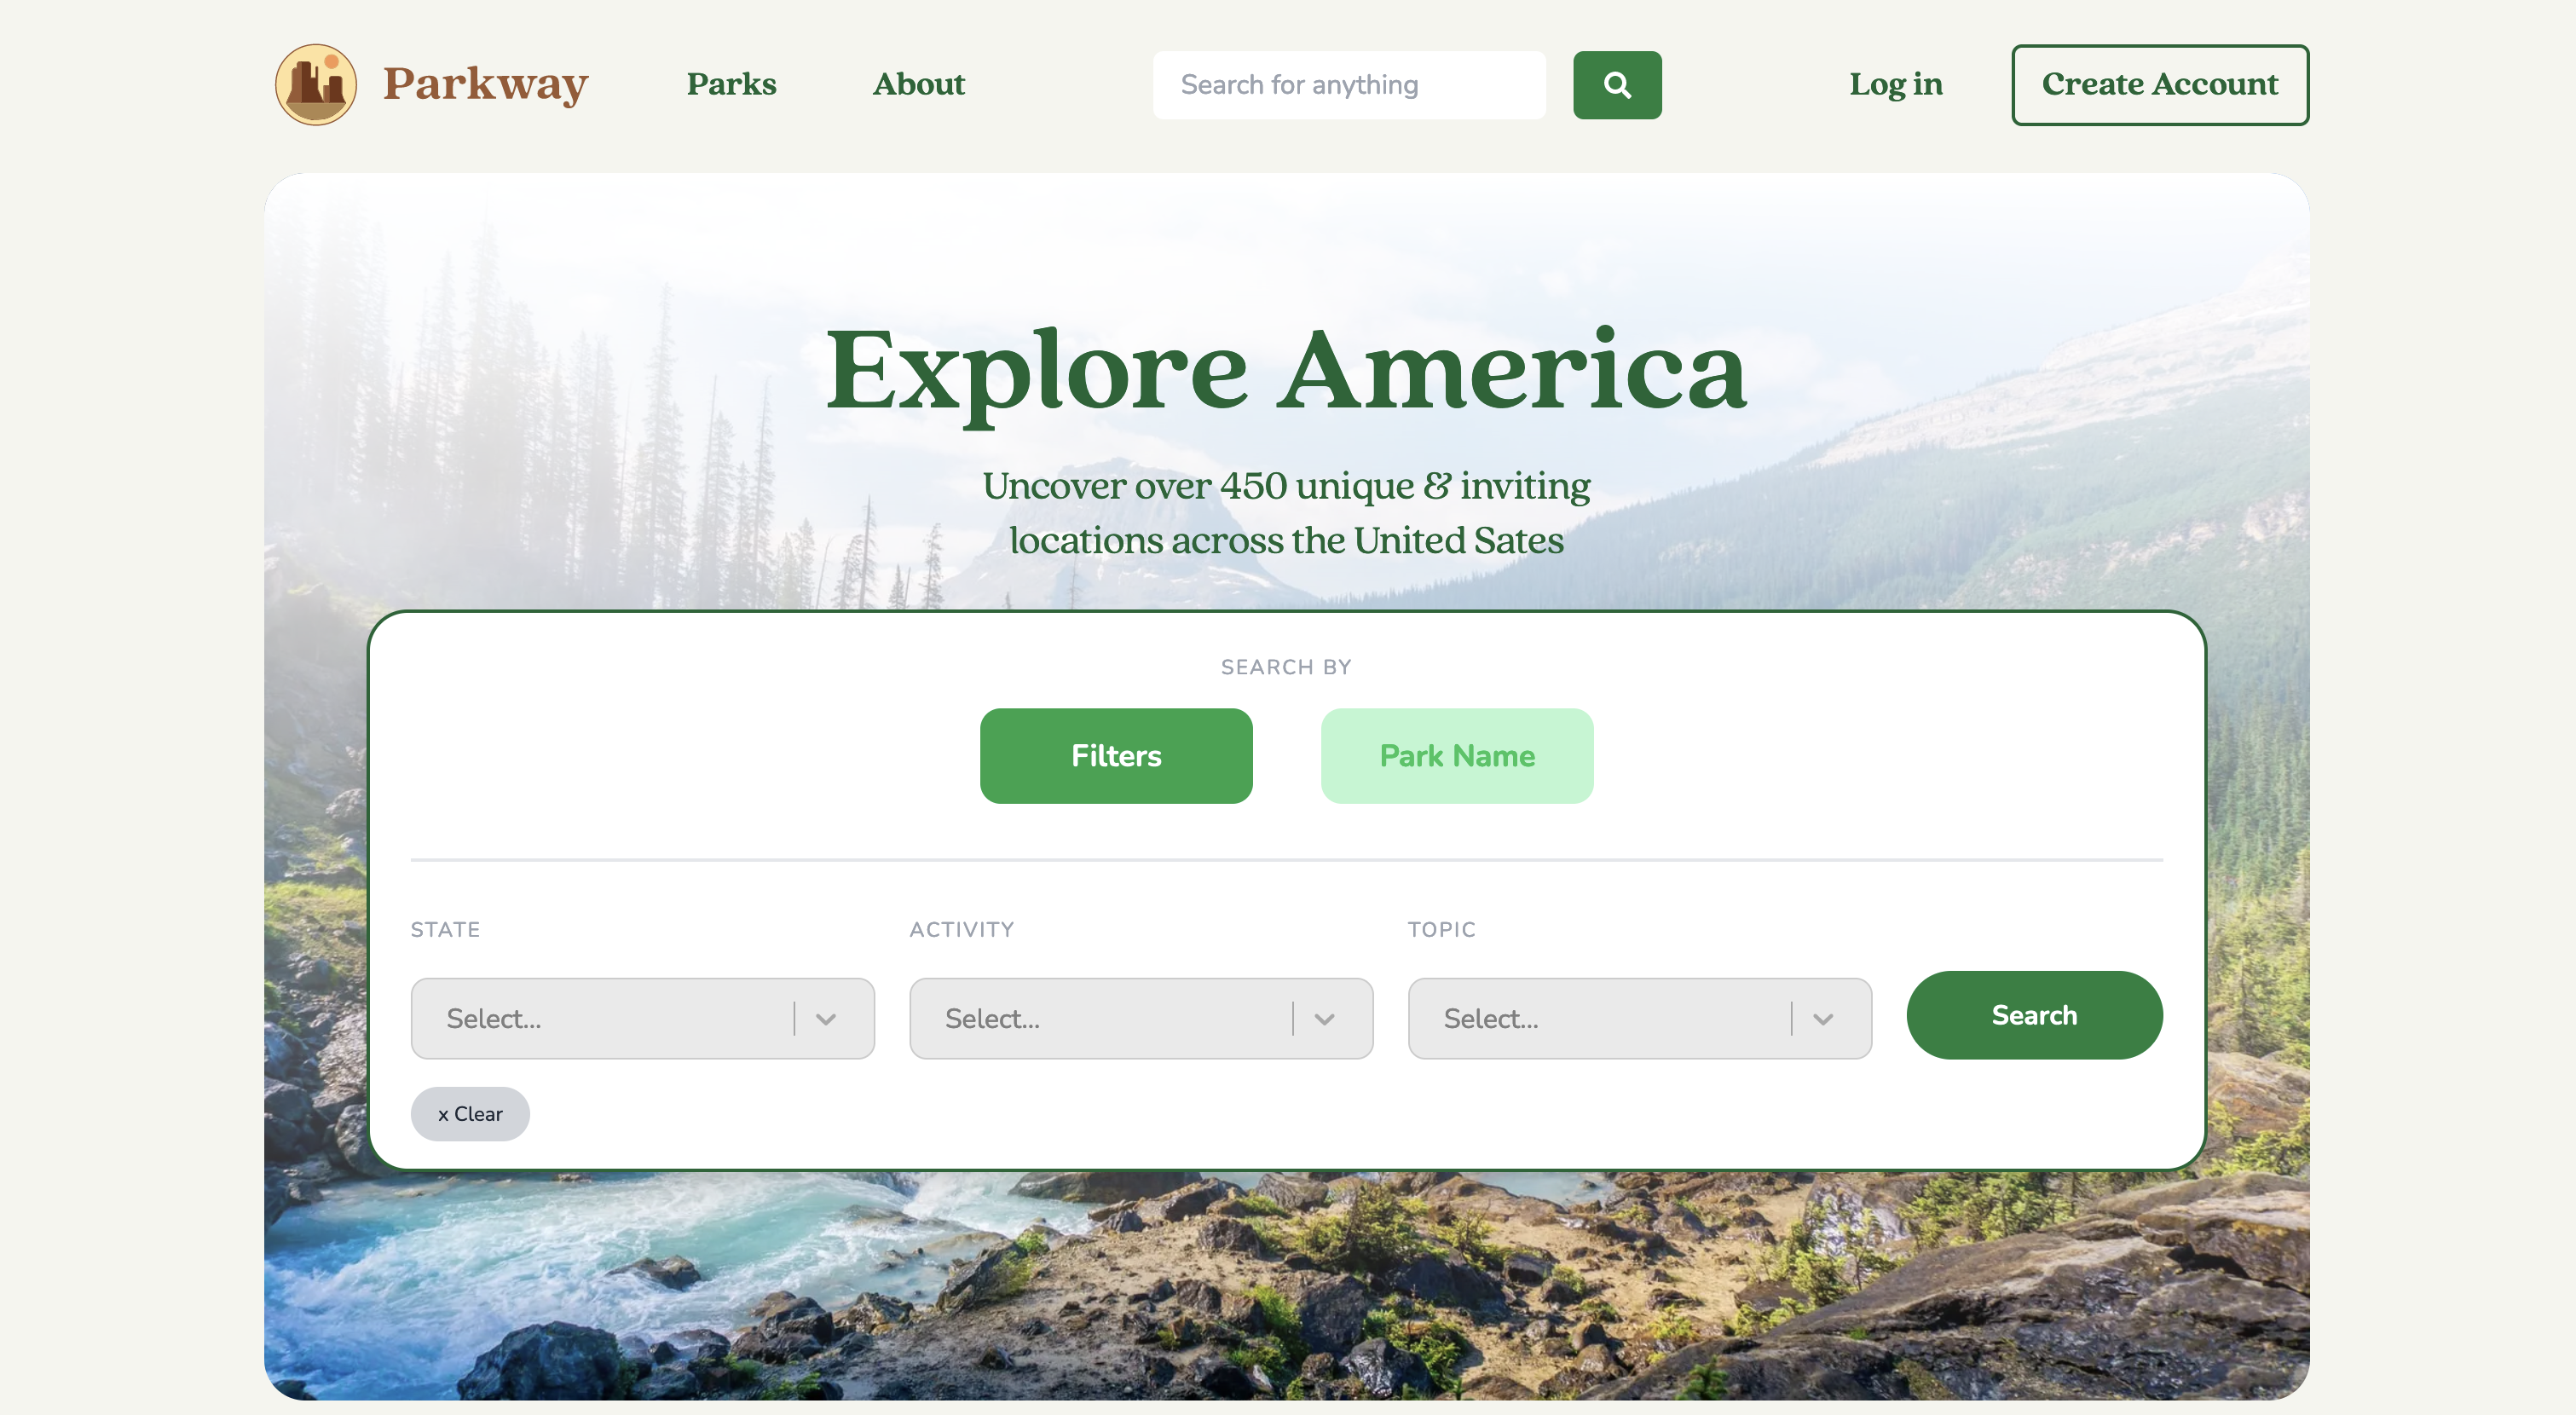 Parkway
Parks
About
Search for anything
Log in
Create Account
Explore America
Uncover over 450 unique & inviting
locations across the United Sates
SEARCH BY
Filters
Park Name
STATE
ACTIVITY
TOPIC
Select...
Select...
Select...
Search
x Clear